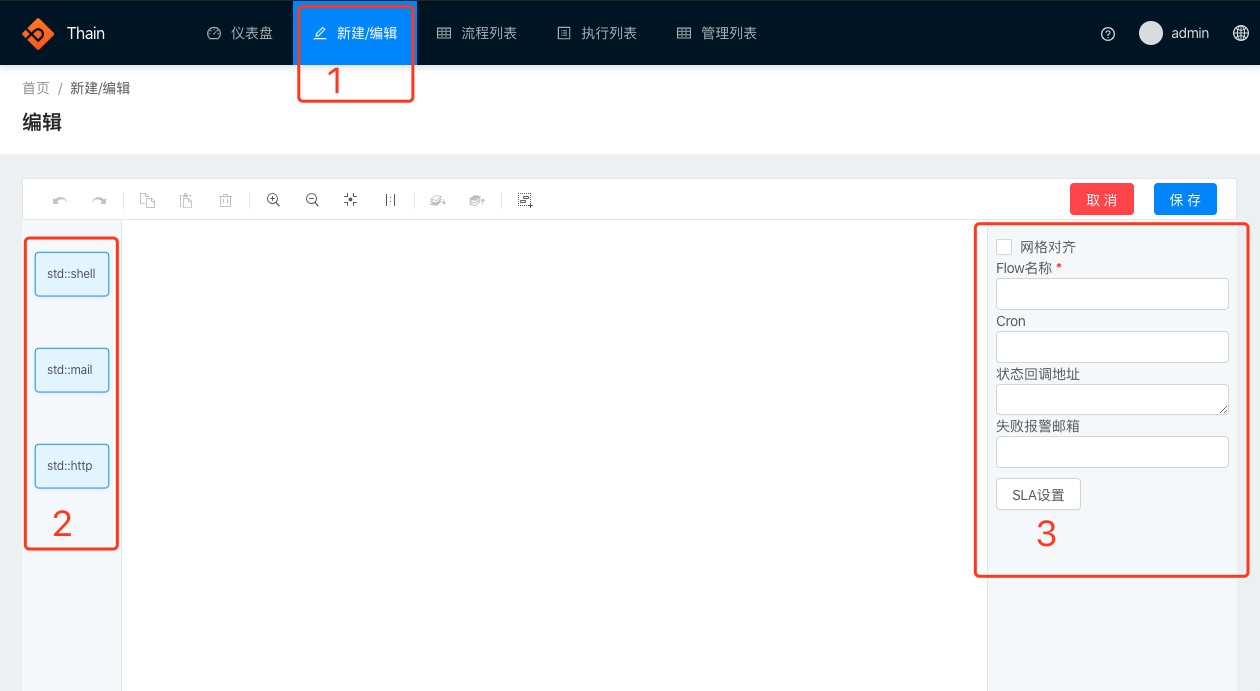 Thain 仪表盘 新建/编辑 流程列表 执行列表 管理列表 admin
1
首页 / 新建/编辑
编辑
取 消 保 存
std::shell
std::mail
std::http
2
网格对齐
Flow名称 *
Cron
状态回调地址
失败报警邮箱
SLA设置
3